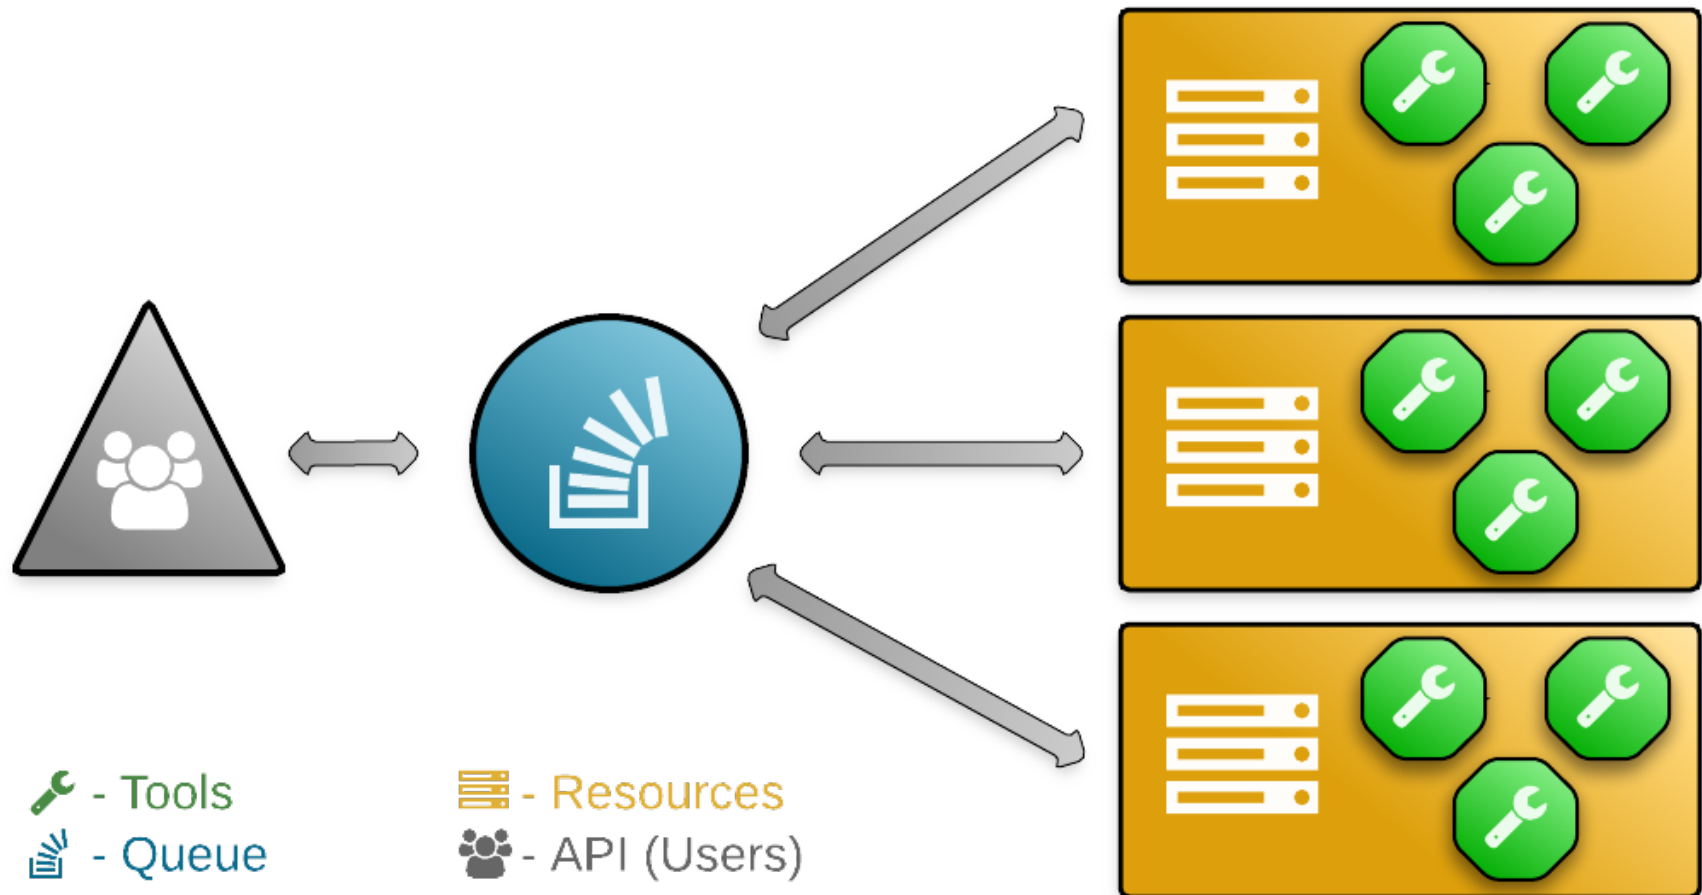 - Tools
- Queue
- Resources
- API (Users)